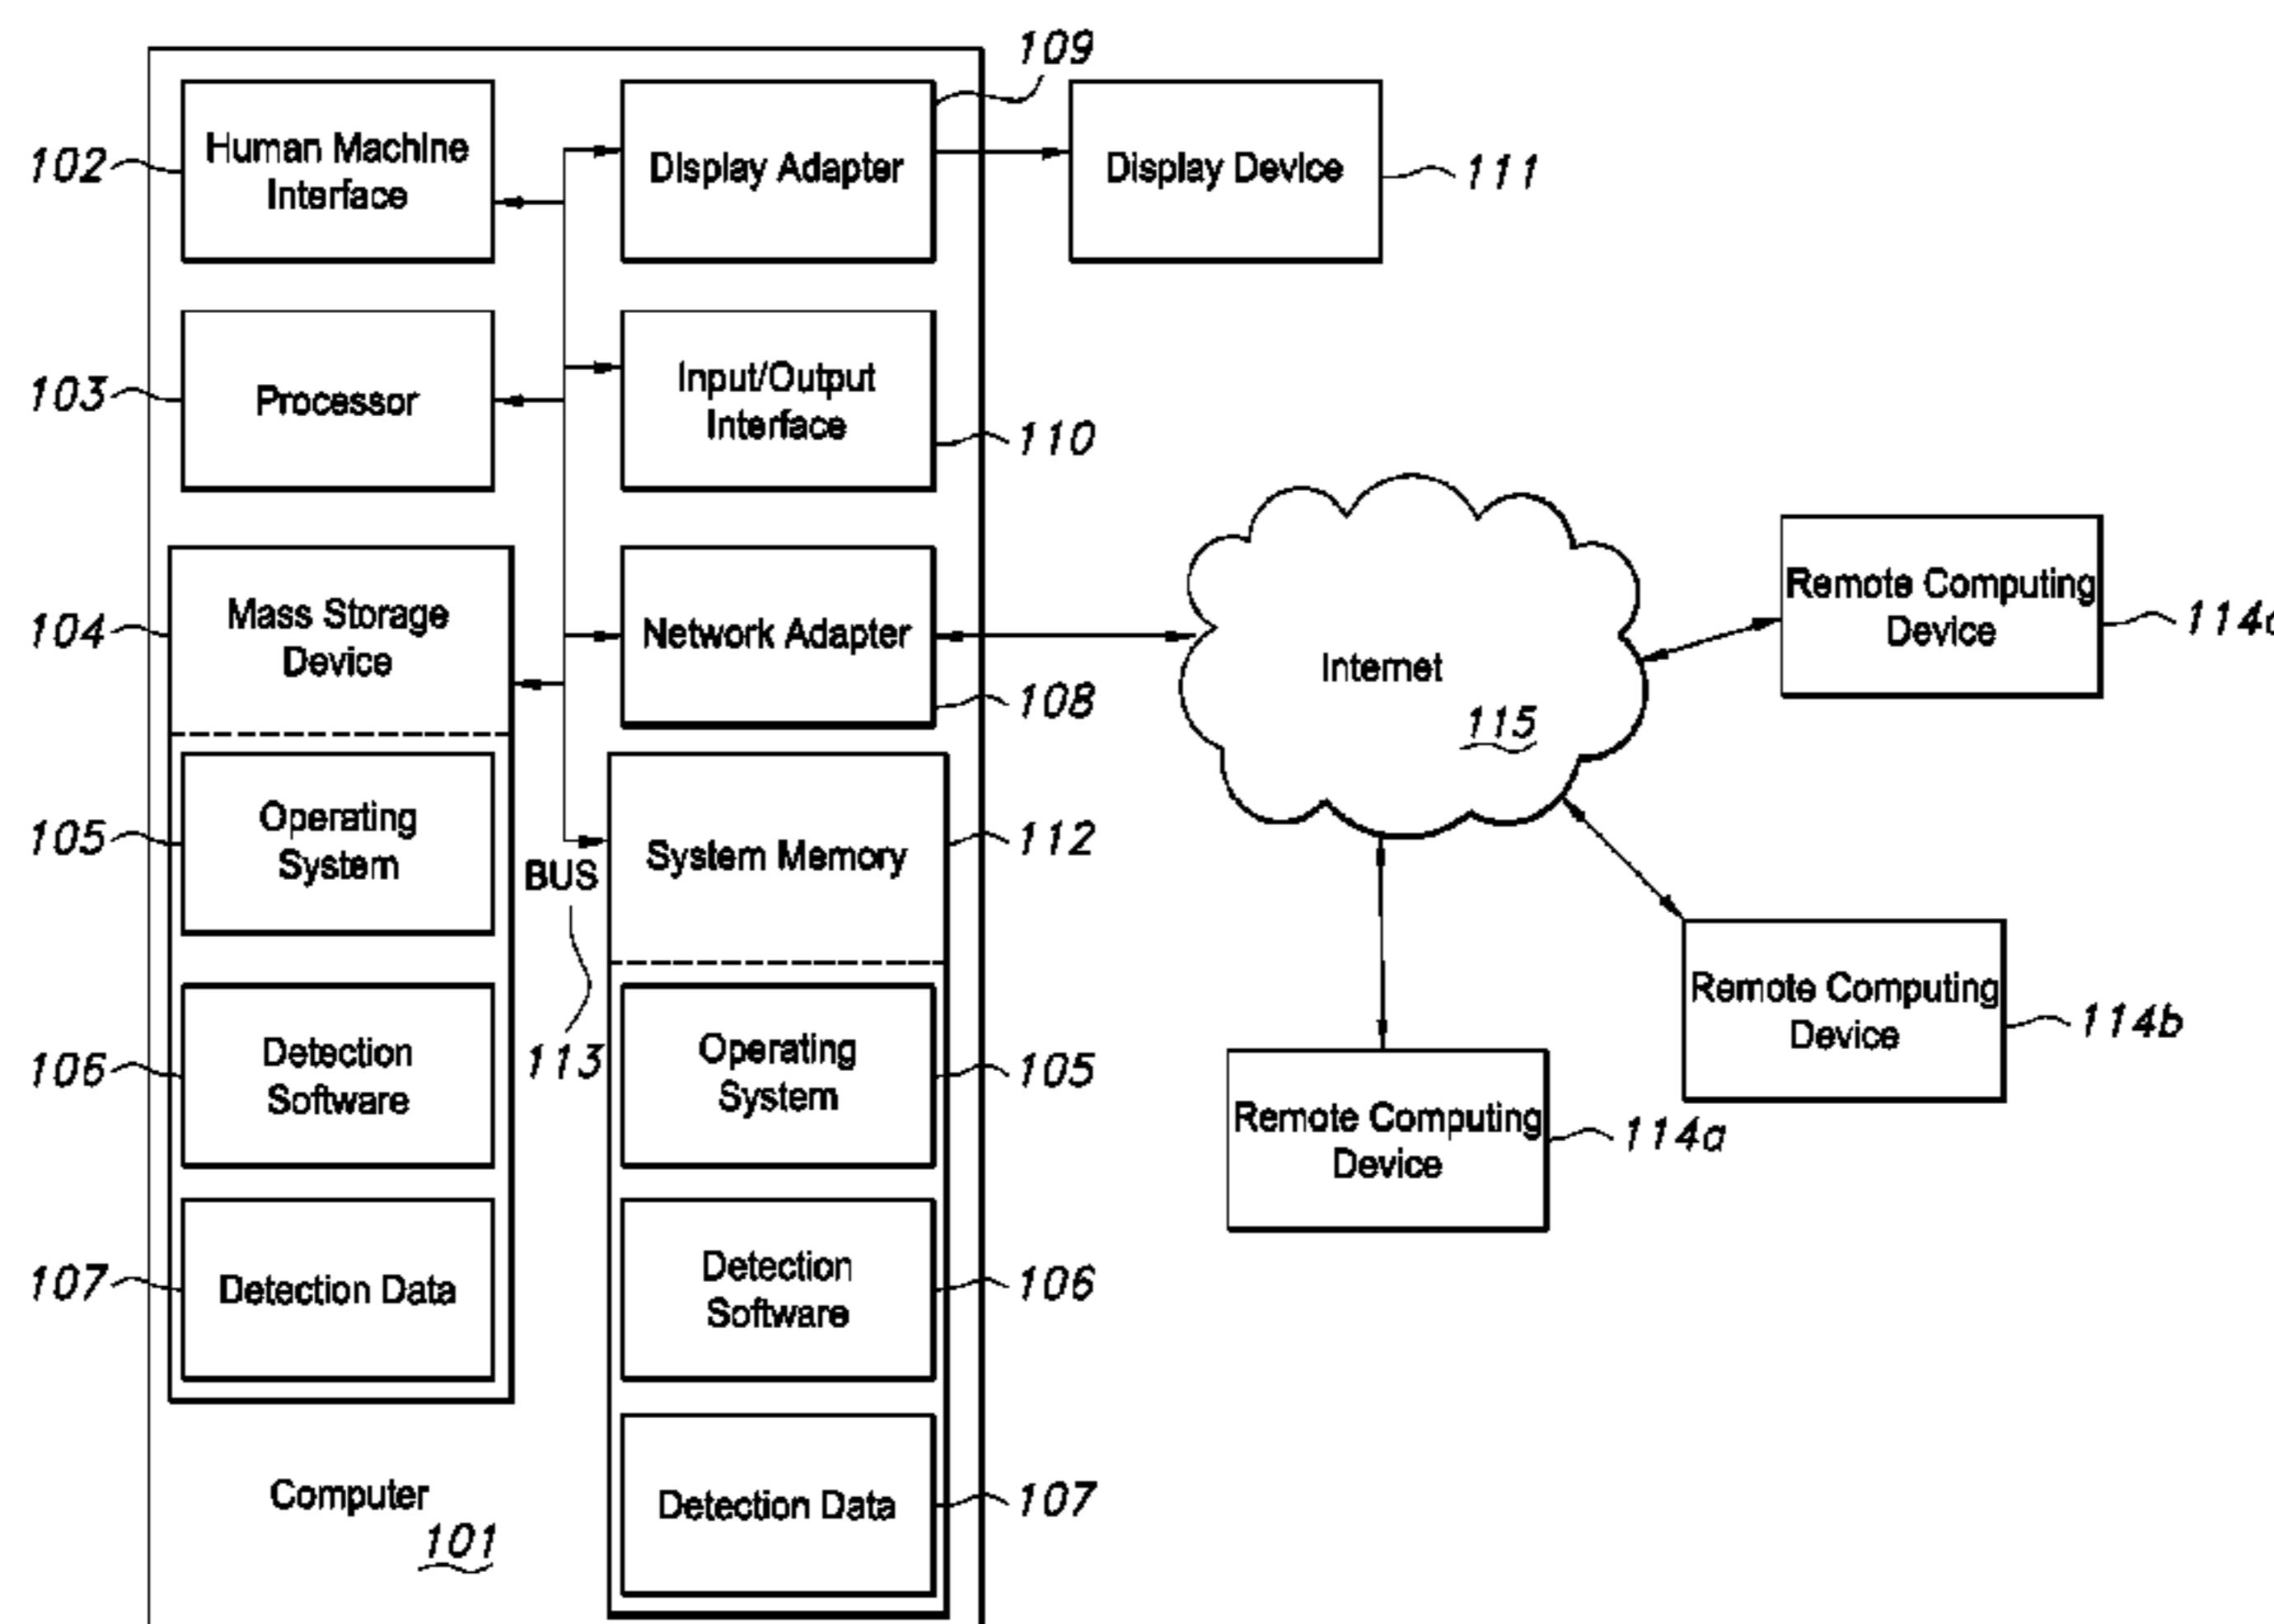 109
102
Human Machine
Interface
Display Adapter
Display Device
111
103
Processor
Input/Output
Interface
110
104
Mass Storage
Device
Network Adapter
108
Internet
115
Remote Computing
Device
105
Operating
System
BUS
113
System Memory
112
Remote Computing
Device
114b
106
Detection
Software
Operating
System
105
Remote Computing
Device
114a
107
Detection Data
Detection
Software
106
Computer
101
Detection Data
107